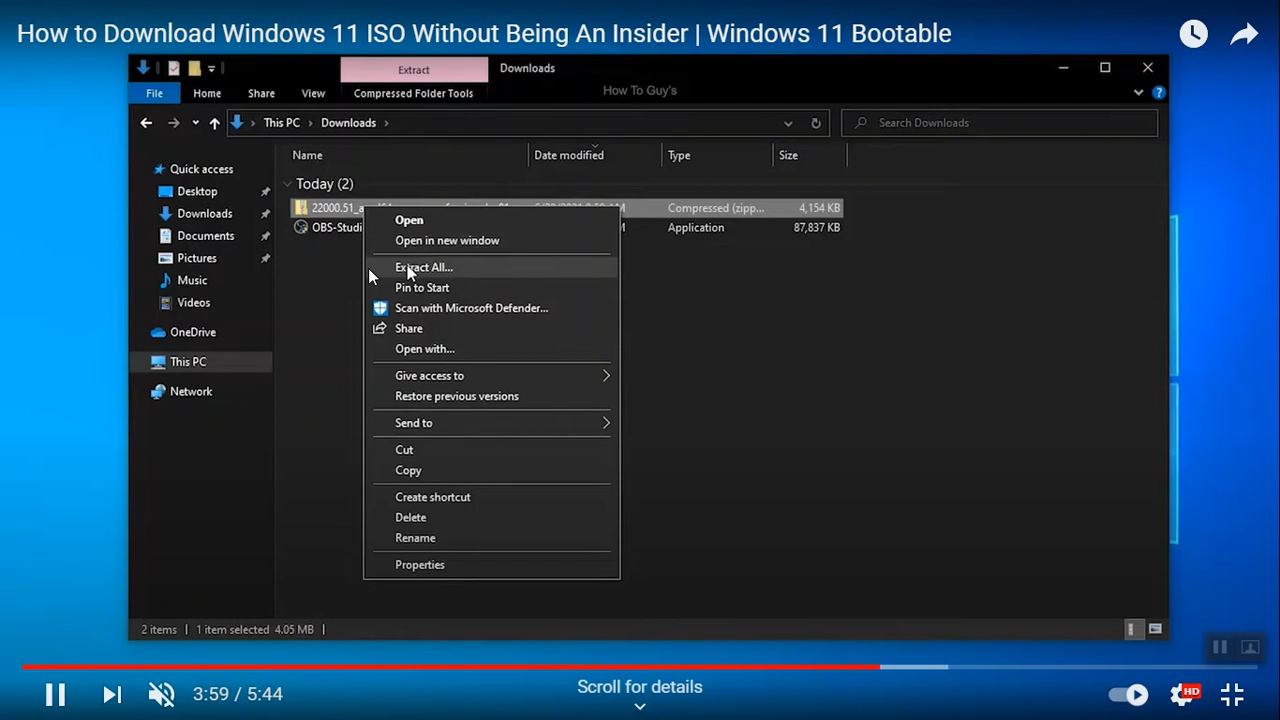 How to Download Windows 11 ISO Without Being An Insider | Windows 11 Bootable
Extract
Downloads
File
Home
Share
View
Compressed Folder Tools
How To Guy's
This PC
Downloads
Search Downloads
Name
Date modified
Type
Size
Quick access
Desktop
Downloads
Documents
Pictures
Music
Videos
OneDrive
This PC
Network
Today (2)
22000.51_a
Compressed (zipp...
4,154 KB
OBS-Studi
Application
87,837 KB
Open
Open in new window
Extract All...
Pin to Start
Scan with Microsoft Defender...
Share
Open with...
Give access to
Restore previous versions
Send to
Cut
Copy
Create shortcut
Delete
Rename
Properties
2 items
1 item selected 4.05 MB
3:59 / 5:44
Scroll for details
HD